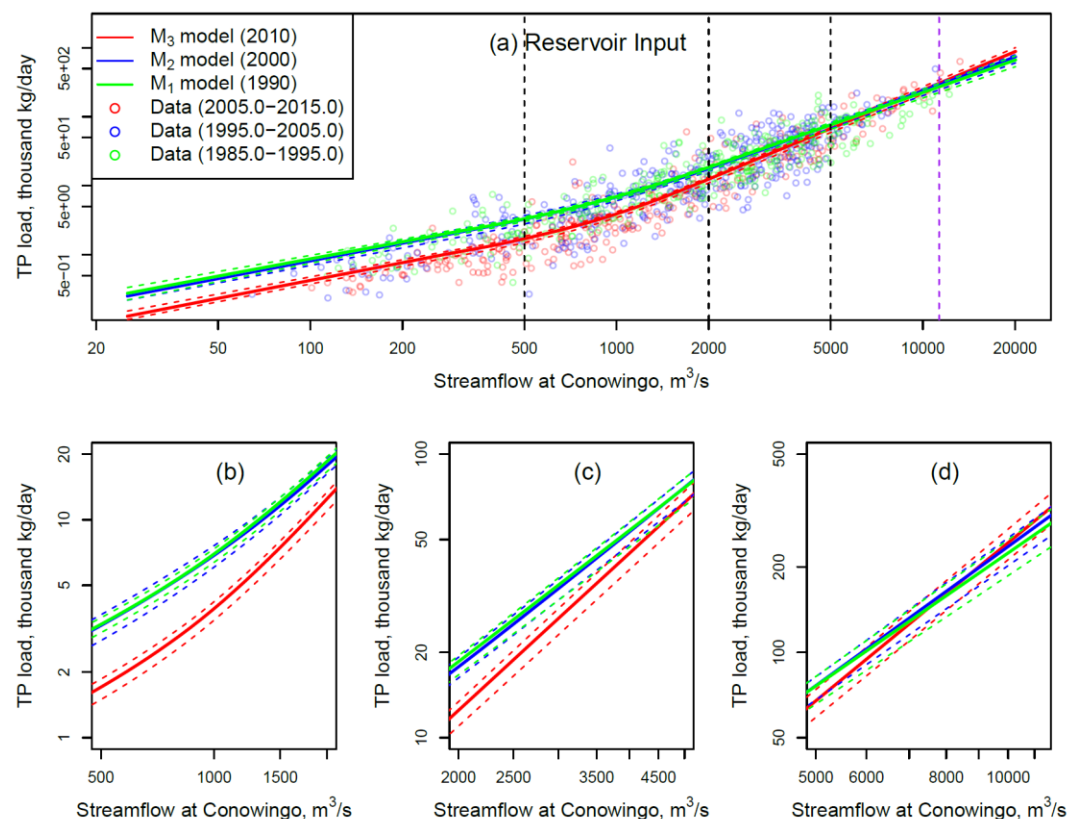 (a) Reservoir Input
M₃ model (2010)
M₂ model (2000)
M₁ model (1990)
Data (2005.0−2015.0)
Data (1995.0−2005.0)
Data (1985.0−1995.0)
TP load, thousand kg/day
5e+02
5e+01
5e+00
5e−01
20 50 100 200 500 1000 2000 5000 10000 20000
Streamflow at Conowingo, m³/s
(b)
TP load, thousand kg/day
20
10
5
2
1
500 1000 1500
Streamflow at Conowingo, m³/s
(c)
TP load, thousand kg/day
100
50
20
10
2000 2500 3500 4500
Streamflow at Conowingo, m³/s
(d)
TP load, thousand kg/day
500
200
100
50
5000 6000 8000 10000
Streamflow at Conowingo, m³/s